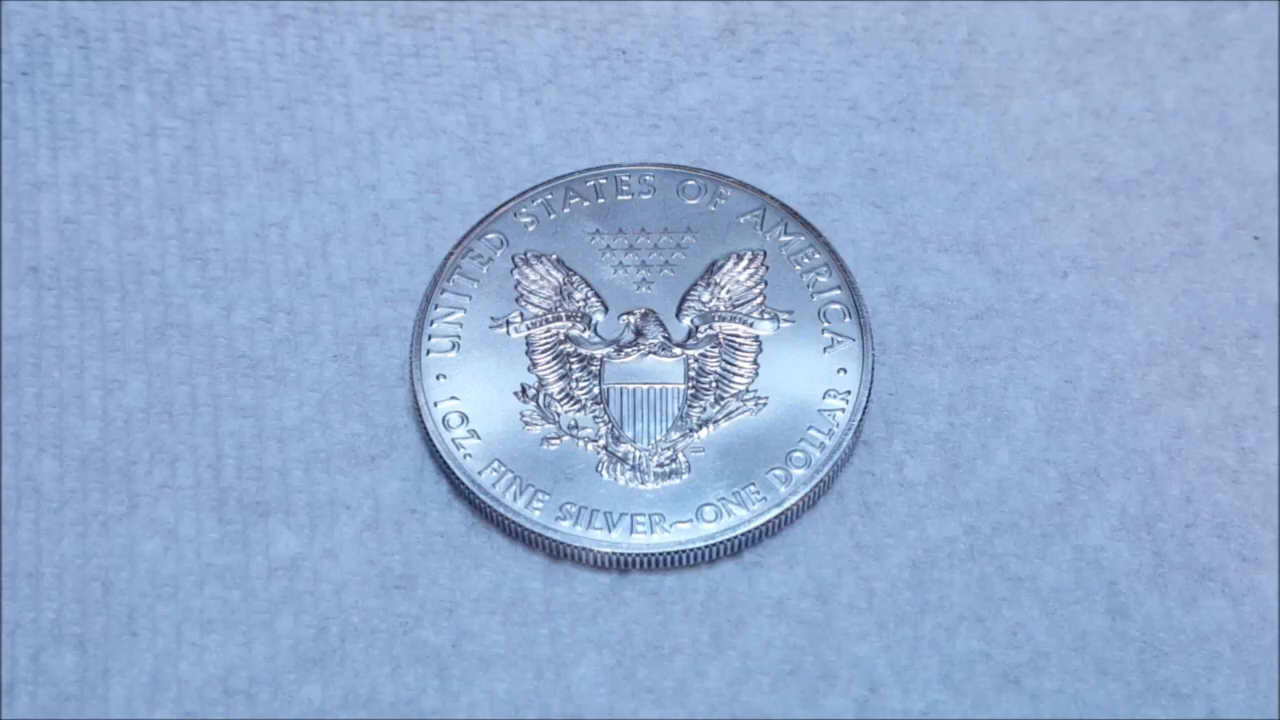 UNITED STATES OF AMERICA
· 1 OZ. FINE SILVER~ONE DOLLAR ·